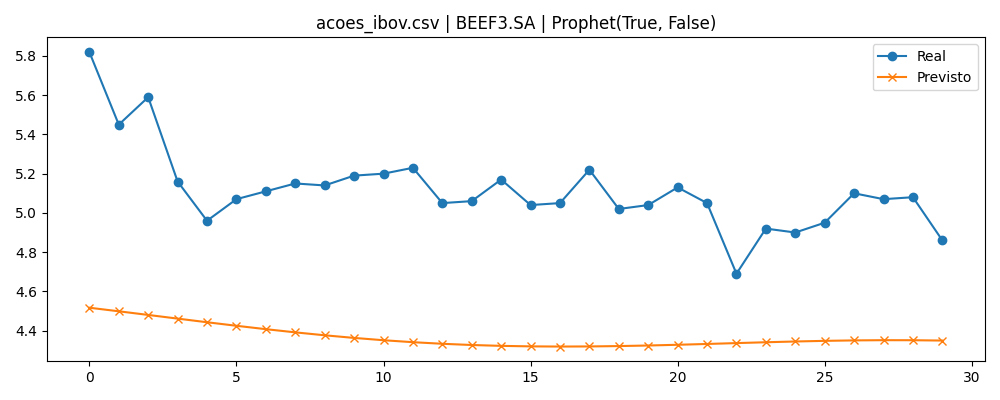 acoes_ibov.csv | BEEF3.SA | Prophet(True, False)
Real
Previsto
5.8
5.6
5.4
5.2
5.0
4.8
4.6
4.4
0 5 10 15 20 25 30